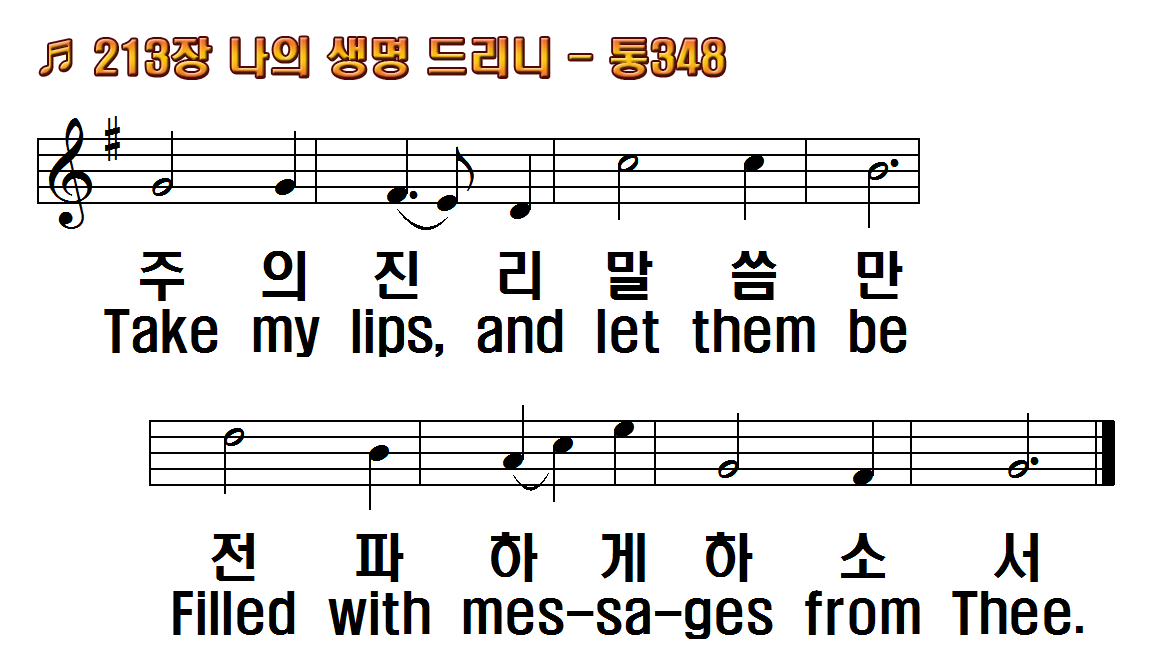 ♬ 213장 나의 생명 드리니 - 통348
주 의 진 리 말 씀 만
Take my lips, and let them be
전 파 하 게 하 소 서
Filled with mes-sa-ges from Thee.